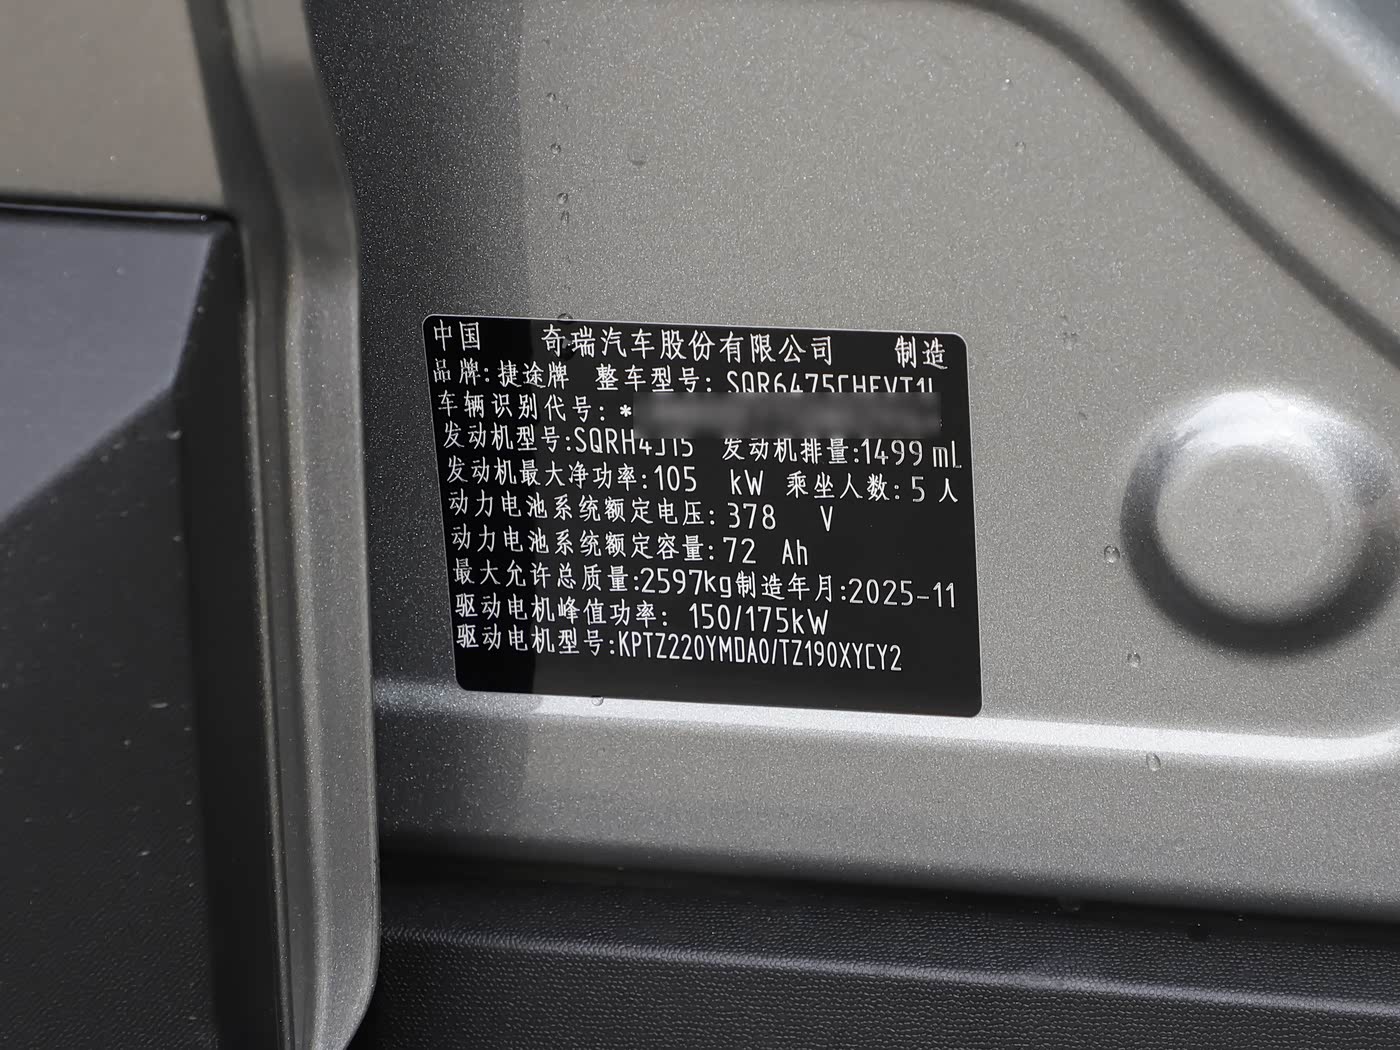 中国 奇瑞汽车股份有限公司 制造
品牌:捷途牌 整车型号:SQR6475CHEVT1L
车辆识别代号:*
发动机型号:SQRH4J15 发动机排量:1499mL
发动机最大净功率:105 kW 乘坐人数:5人
动力电池系统额定电压:378 V
动力电池系统额定容量:72 Ah
最大允许总质量:2597kg制造年月:2025-11
驱动电机峰值功率: 150/175kW
驱动电机型号:KPTZ220YMDA0/TZ190XYCY2